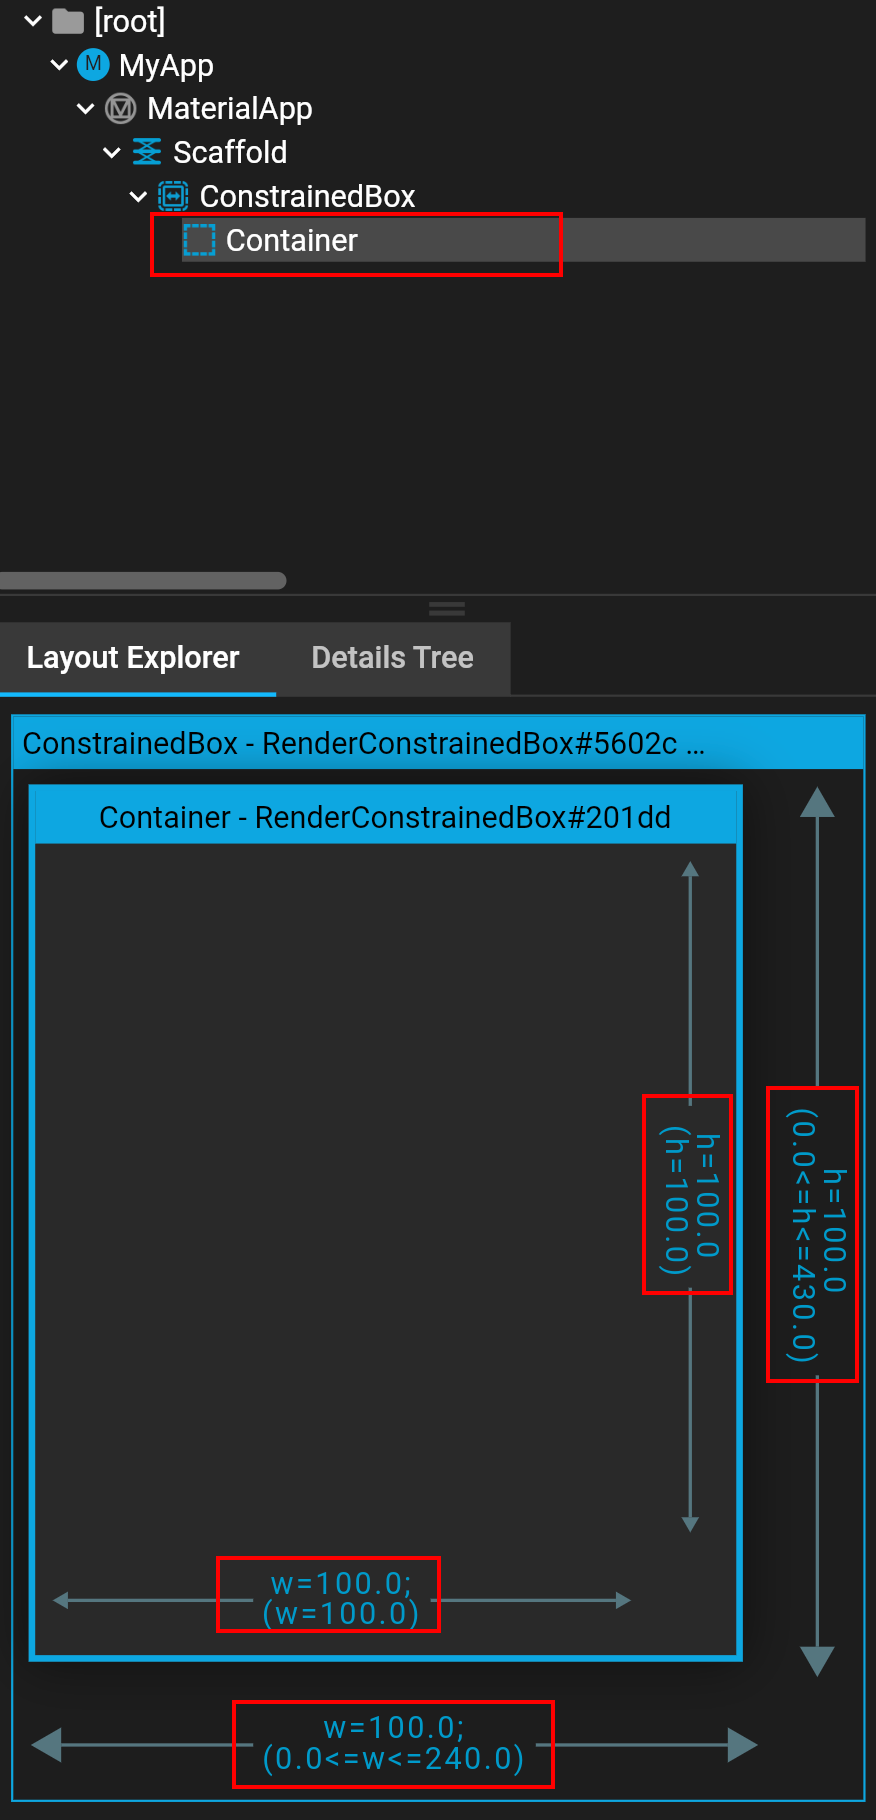 [root]
M MyApp
MaterialApp
Scaffold
ConstrainedBox
Container
Layout Explorer Details Tree
ConstrainedBox - RenderConstrainedBox#5602c ...
Container - RenderConstrainedBox#201dd
h=100.0
(h=100.0)
h=100.0
(0.0<=h<=430.0)
w=100.0;
(w=100.0)
w=100.0;
(0.0<=w<=240.0)